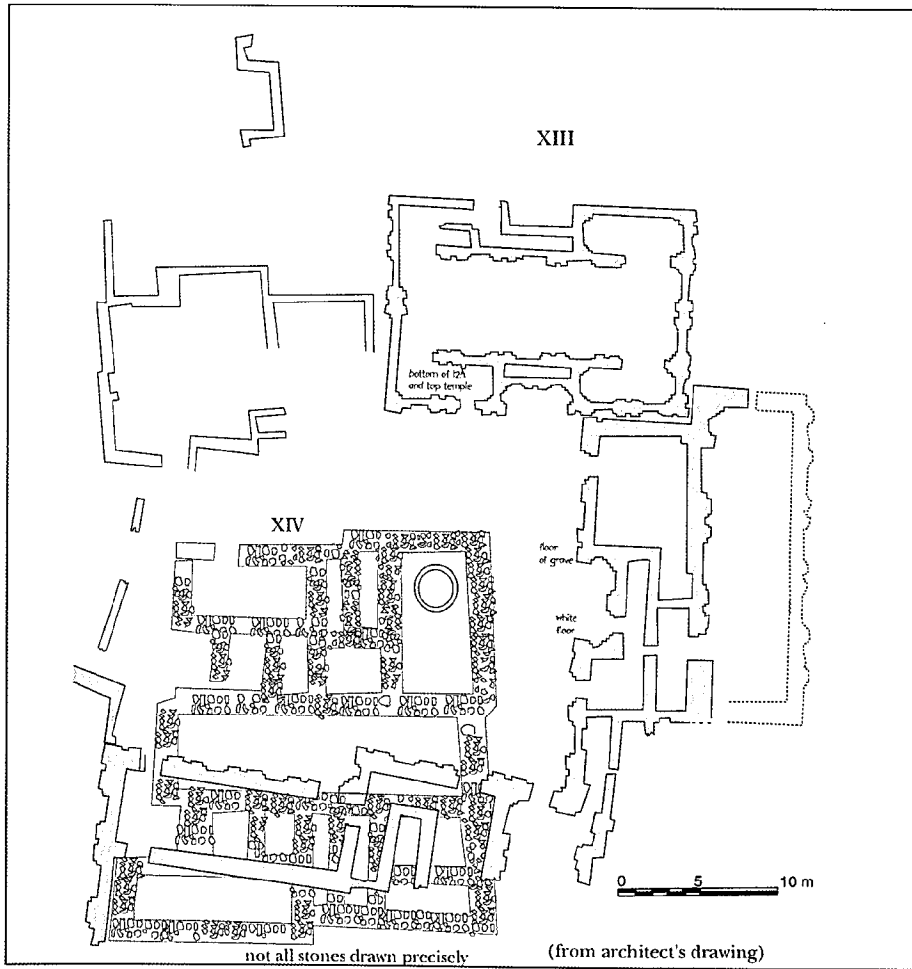 XIII
bottom of 12A
and top temple
XIV
floor
of grave
white
floor
0 5 10 m
not all stones drawn precisely
(from architect's drawing)